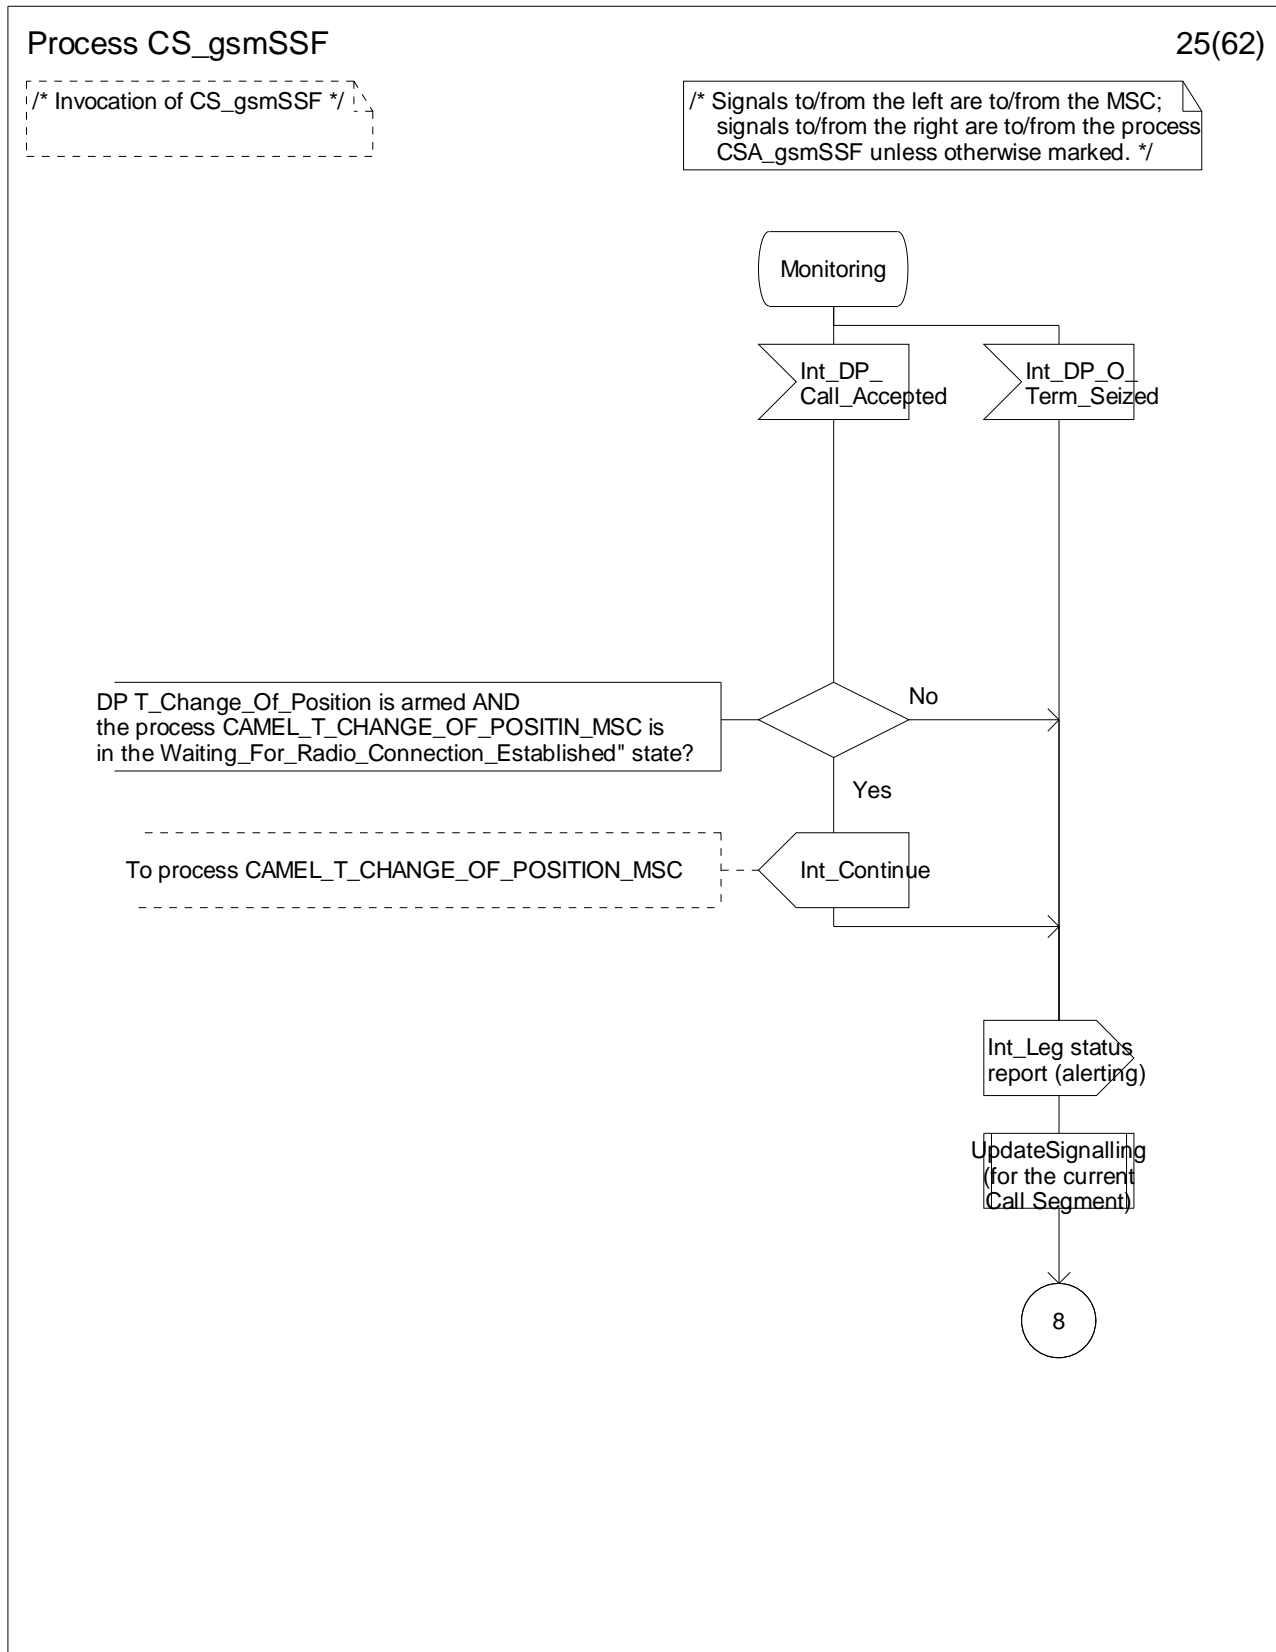 Process CS_gsmSSF
25(62)
/* Invocation of CS_gsmSSF */
/* Signals to/from the left are to/from the MSC;
signals to/from the right are to/from the process
CSA_gsmSSF unless otherwise marked. */
Monitoring
Int_DP_
Call_Accepted
Int_DP_O_
Term_Seized
DP T_Change_Of_Position is armed AND
the process CAMEL_T_CHANGE_OF_POSITIN_MSC is
in the Waiting_For_Radio_Connection_Established" state?
No
Yes
To process CAMEL_T_CHANGE_OF_POSITION_MSC
Int_Continue
Int_Leg status
report (alerting)
UpdateSignalling
(for the current
Call Segment)
8